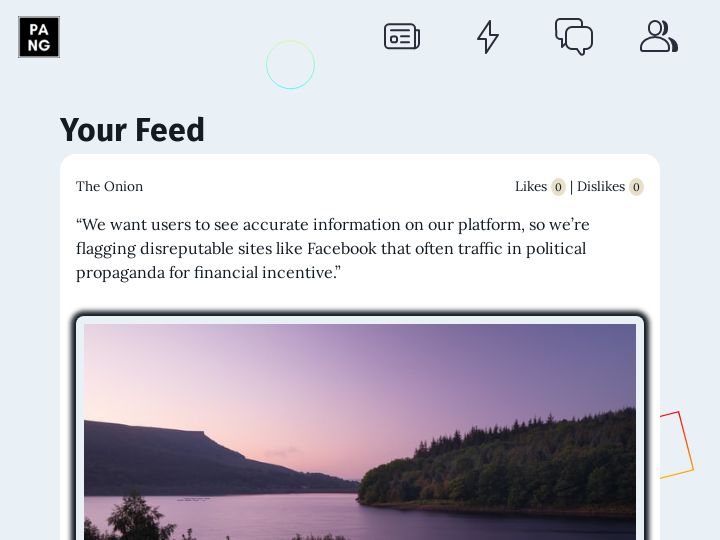 PA
NG
Your Feed
The Onion
Likes 0 | Dislikes 0
“We want users to see accurate information on our platform, so we’re
flagging disreputable sites like Facebook that often traffic in political
propaganda for financial incentive.”